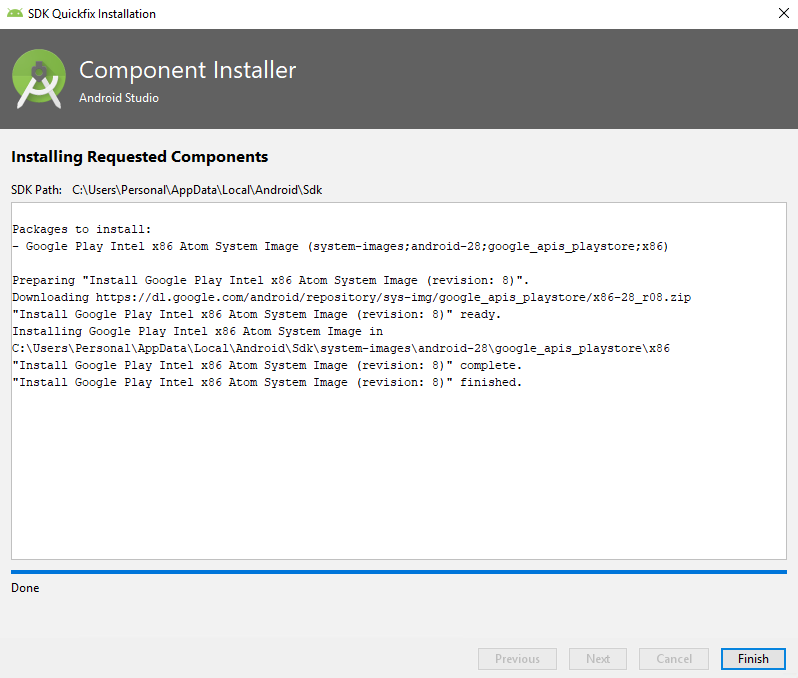 SDK Quickfix Installation
Component Installer
Android Studio
Installing Requested Components
SDK Path: C:\Users\Personal\AppData\Local\Android\Sdk
Packages to install:
- Google Play Intel x86 Atom System Image (system-images;android-28;google_apis_playstore;x86)
Preparing "Install Google Play Intel x86 Atom System Image (revision: 8)".
Downloading https://dl.google.com/android/repository/sys-img/google_apis_playstore/x86-28_r08.zip
"Install Google Play Intel x86 Atom System Image (revision: 8)" ready.
Installing Google Play Intel x86 Atom System Image in
C:\Users\Personal\AppData\Local\Android\Sdk\system-images\android-28\google_apis_playstore\x86
"Install Google Play Intel x86 Atom System Image (revision: 8)" complete.
"Install Google Play Intel x86 Atom System Image (revision: 8)" finished.
Done
Previous Next Cancel Finish